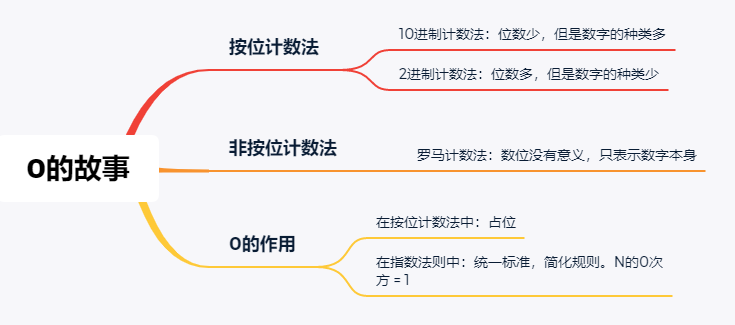 按位计数法
10进制计数法：位数少，但是数字的种类多
2进制计数法：位数多，但是数字的种类少
0的故事
非按位计数法
罗马计数法：数位没有意义，只表示数字本身
0的作用
在按位计数法中：占位
在指数法则中：统一标准，简化规则。N的0次
方 = 1